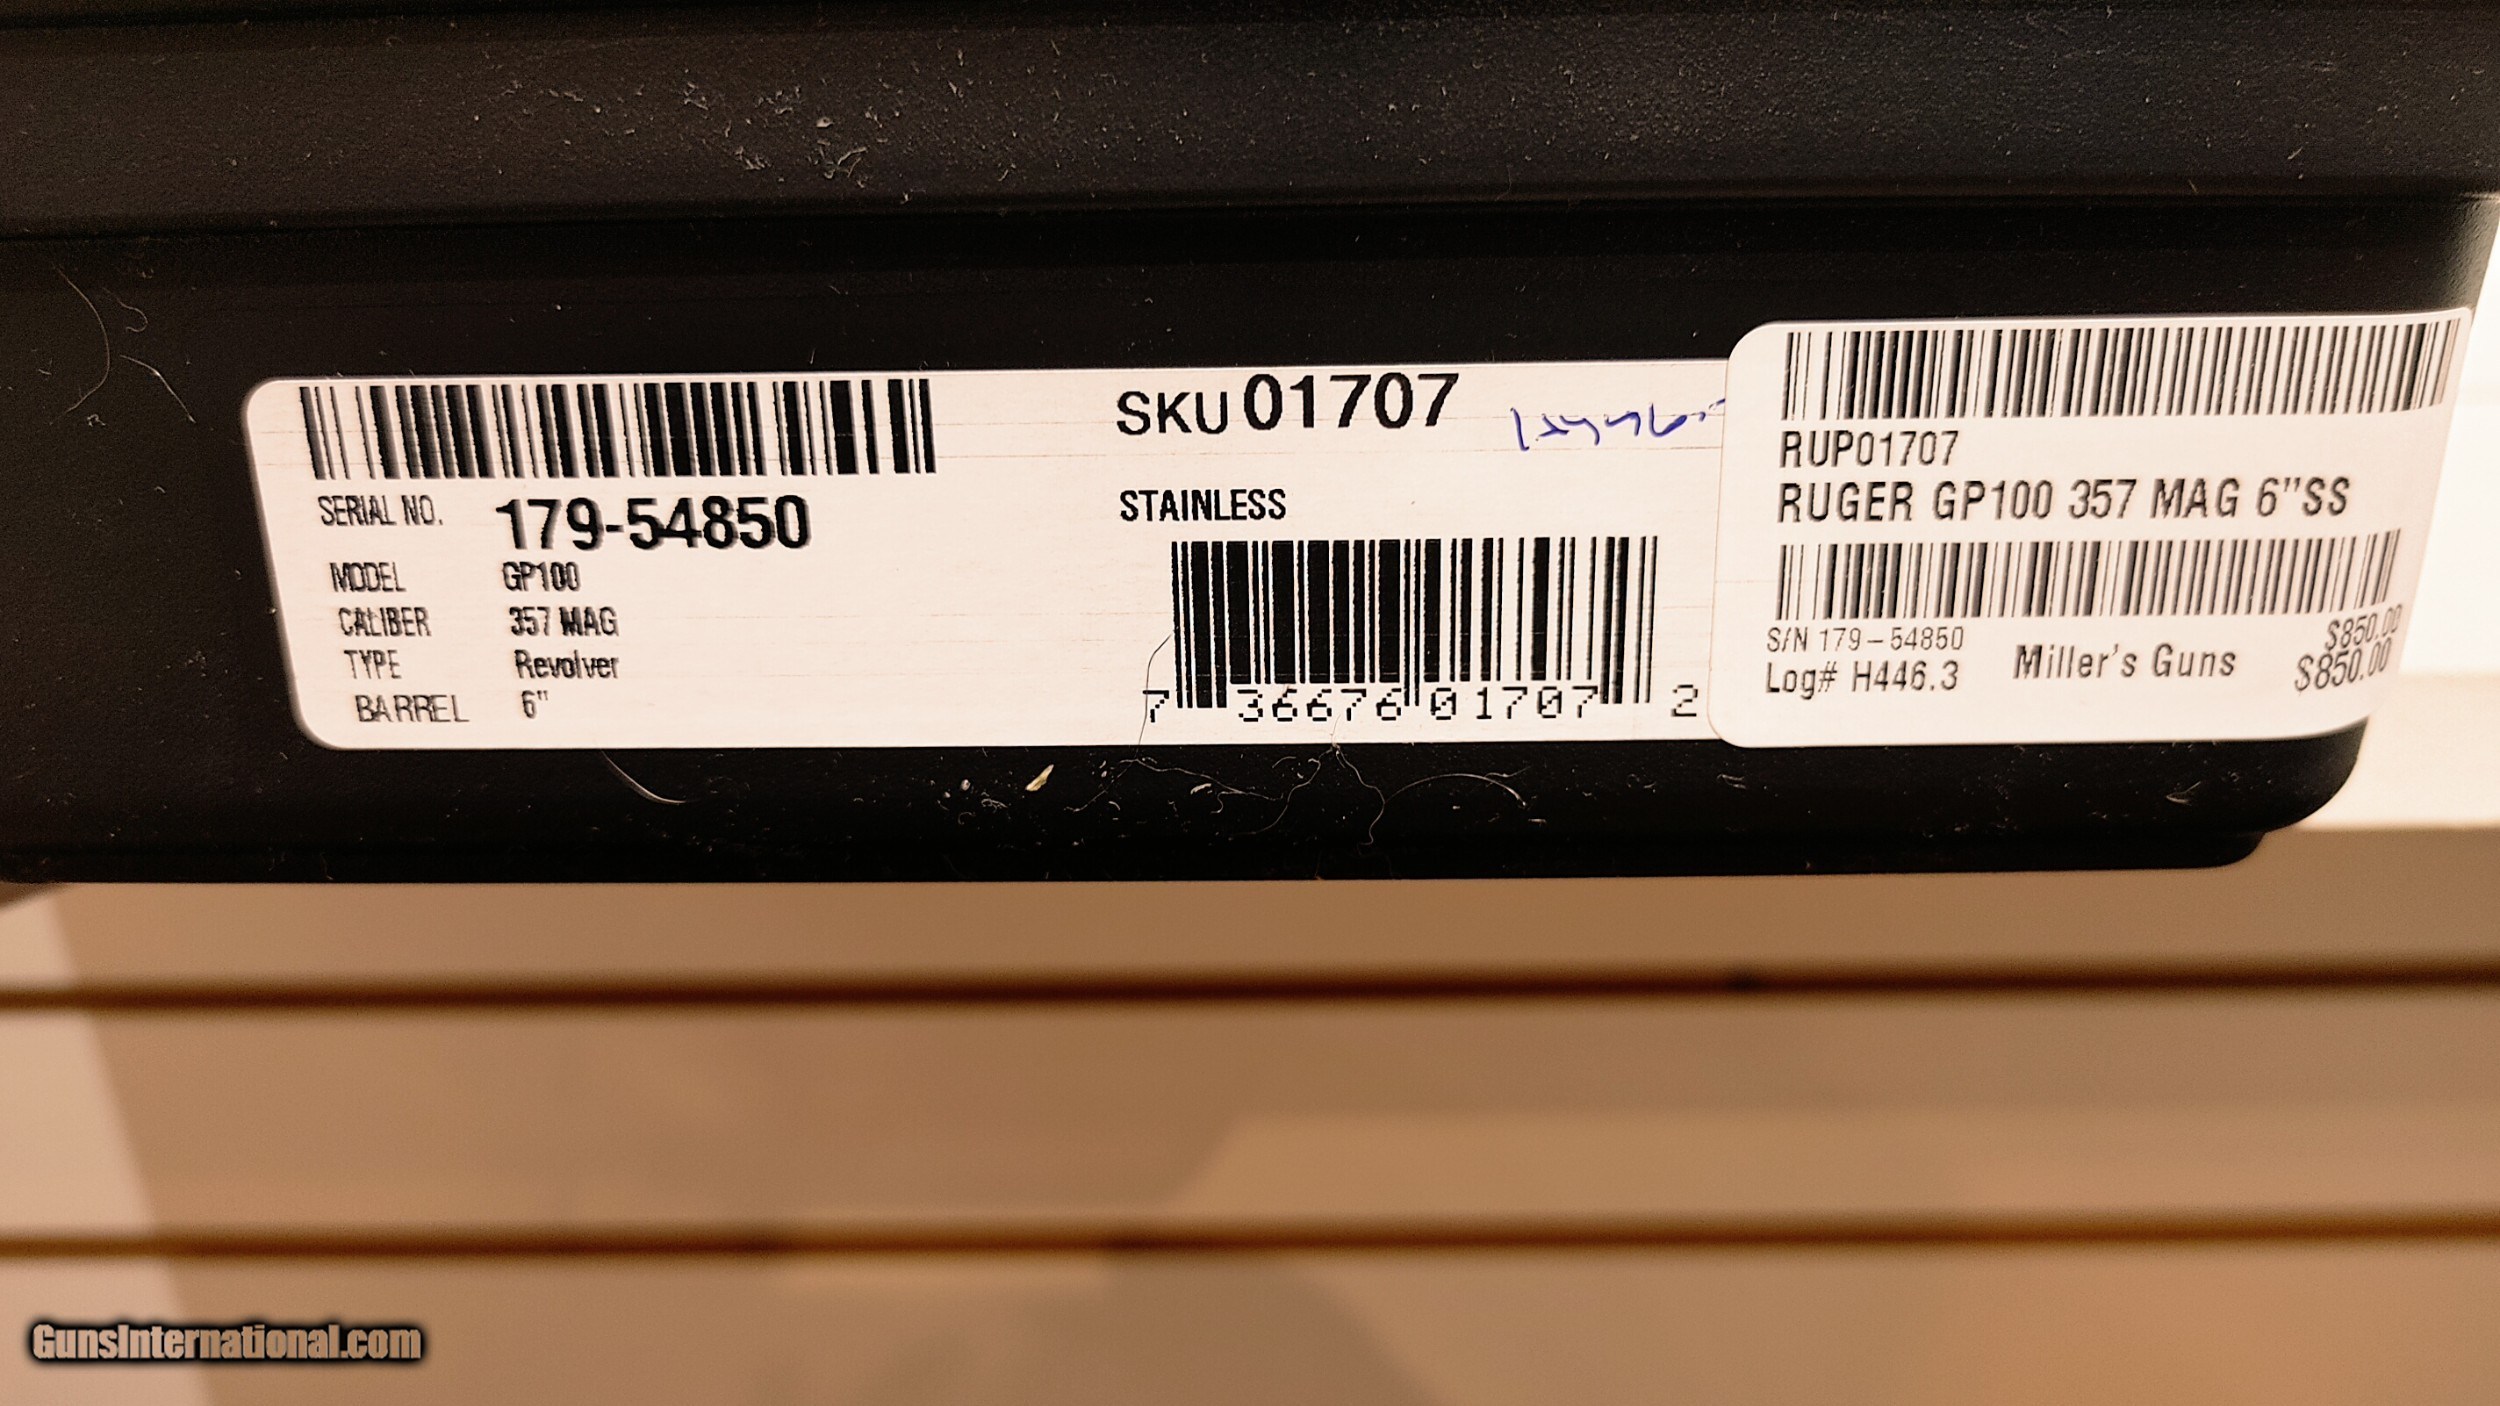 SKU 01707
SERIAL NO. 179-54850
STAINLESS
MODEL GP100
CALIBER 357 MAG
TYPE Revolver
BARREL 6"
7 36676 01707 2
RUP01707
RUGER GP100 357 MAG 6"SS
S/N 179-54850
$850.00
Log# H446.3 Miller's Guns $850.00
GunsInternational.com